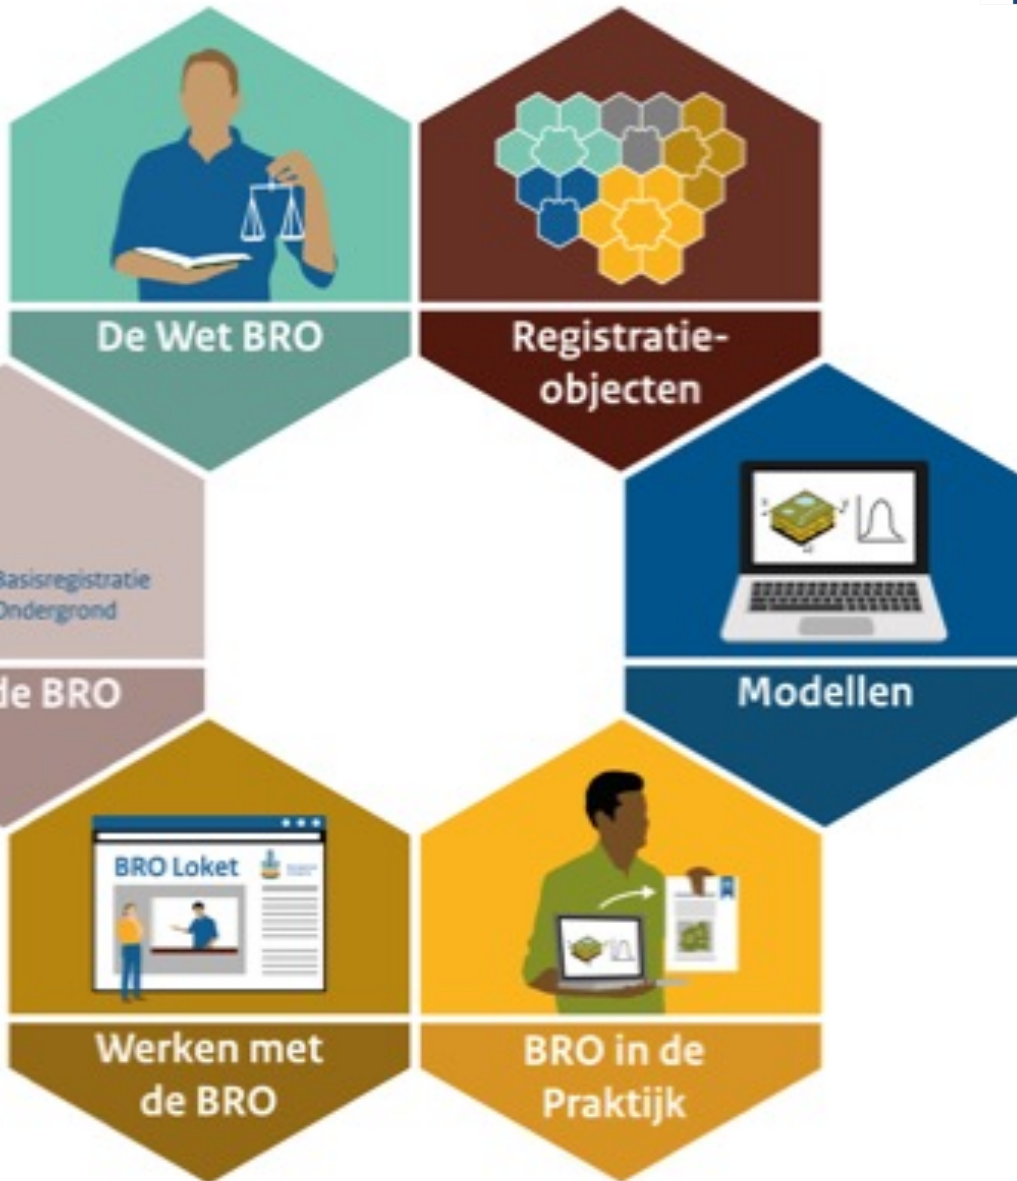 De Wet BRO
Registratie-
objecten
Basisregistratie
Ondergrond
de BRO
Modellen
BRO Loket
Werken met
de BRO
BRO in de
Praktijk